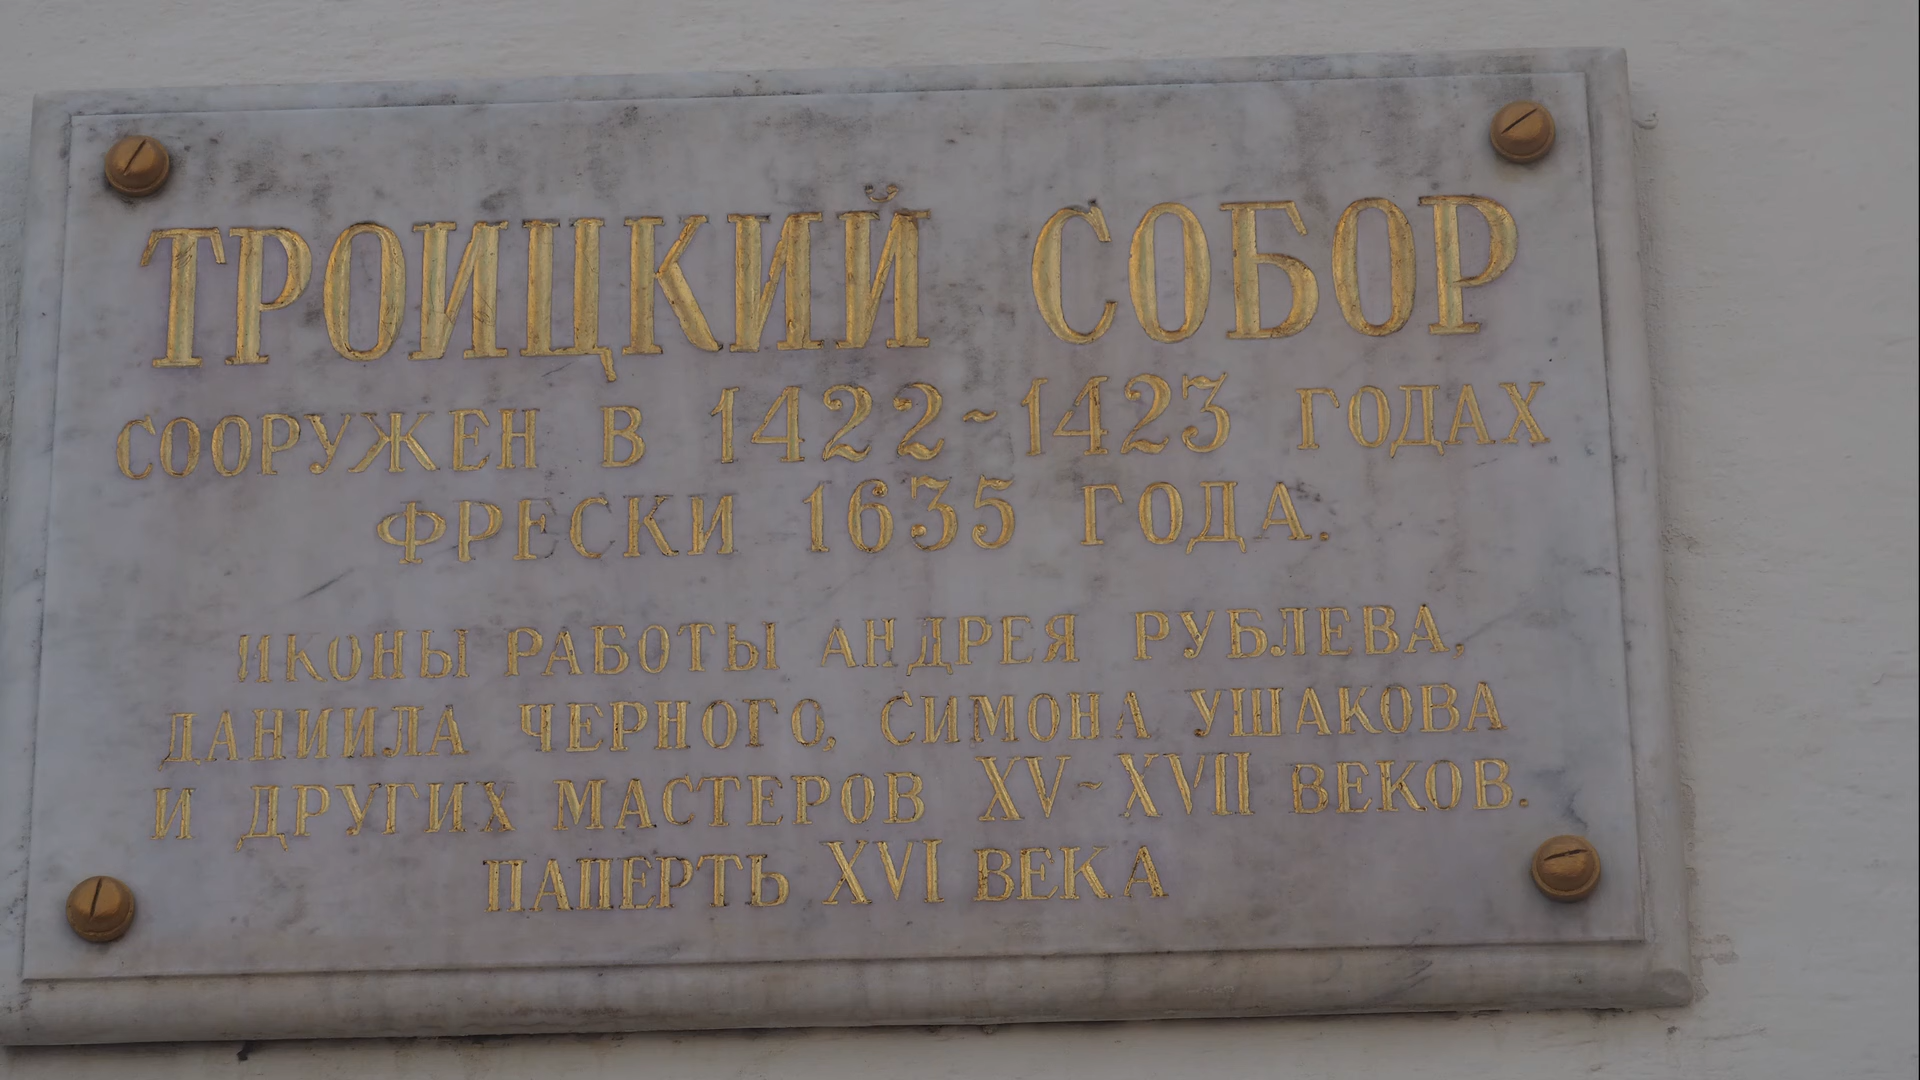 ТРОИЦКИЙ СОБОР
СООРУЖЕН В 1422-1423 ГОДАХ
ФРЕСКИ 1635 ГОДА.
ИКОНЫ РАБОТЫ АНДРЕЯ РУБЛЕВА,
ДАНИИЛА ЧЕРНОГО, СИМОНА УШАКОВА
И ДРУГИХ МАСТЕРОВ XV-XVII ВЕКОВ.
ПАПЕРТЬ XVI ВЕКА